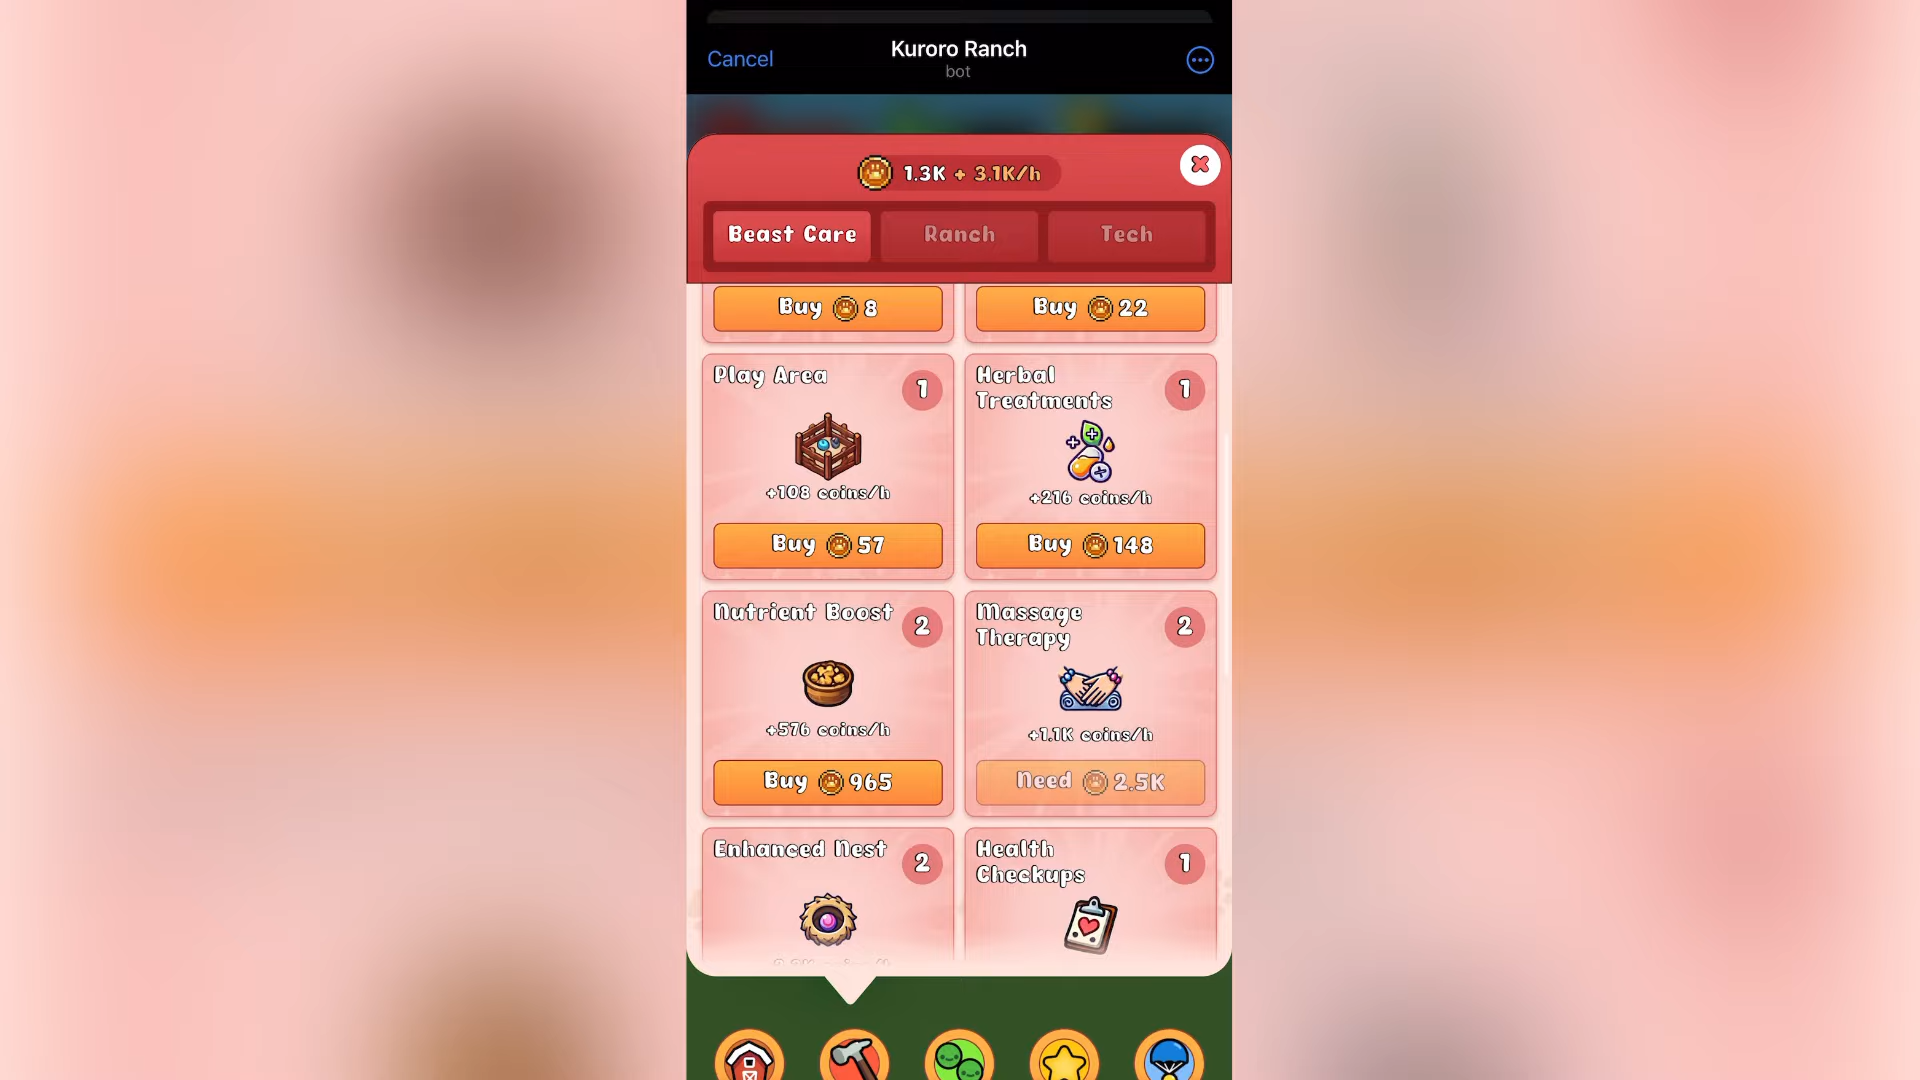 Cancel
Kuroro Ranch
bot
1.3K + 3.1K/h
Beast Care
Ranch
Tech
Buy 8
Buy 22
Play Area
1
+108 coins/h
Buy 57
Herbal
Treatments
1
+216 coins/h
Buy 148
Nutrient Boost
2
+576 coins/h
Buy 965
Massage
Therapy
2
+1.1K coins/h
Need 2.5K
Enhanced Nest
2
coins/h
Health
Checkups
1